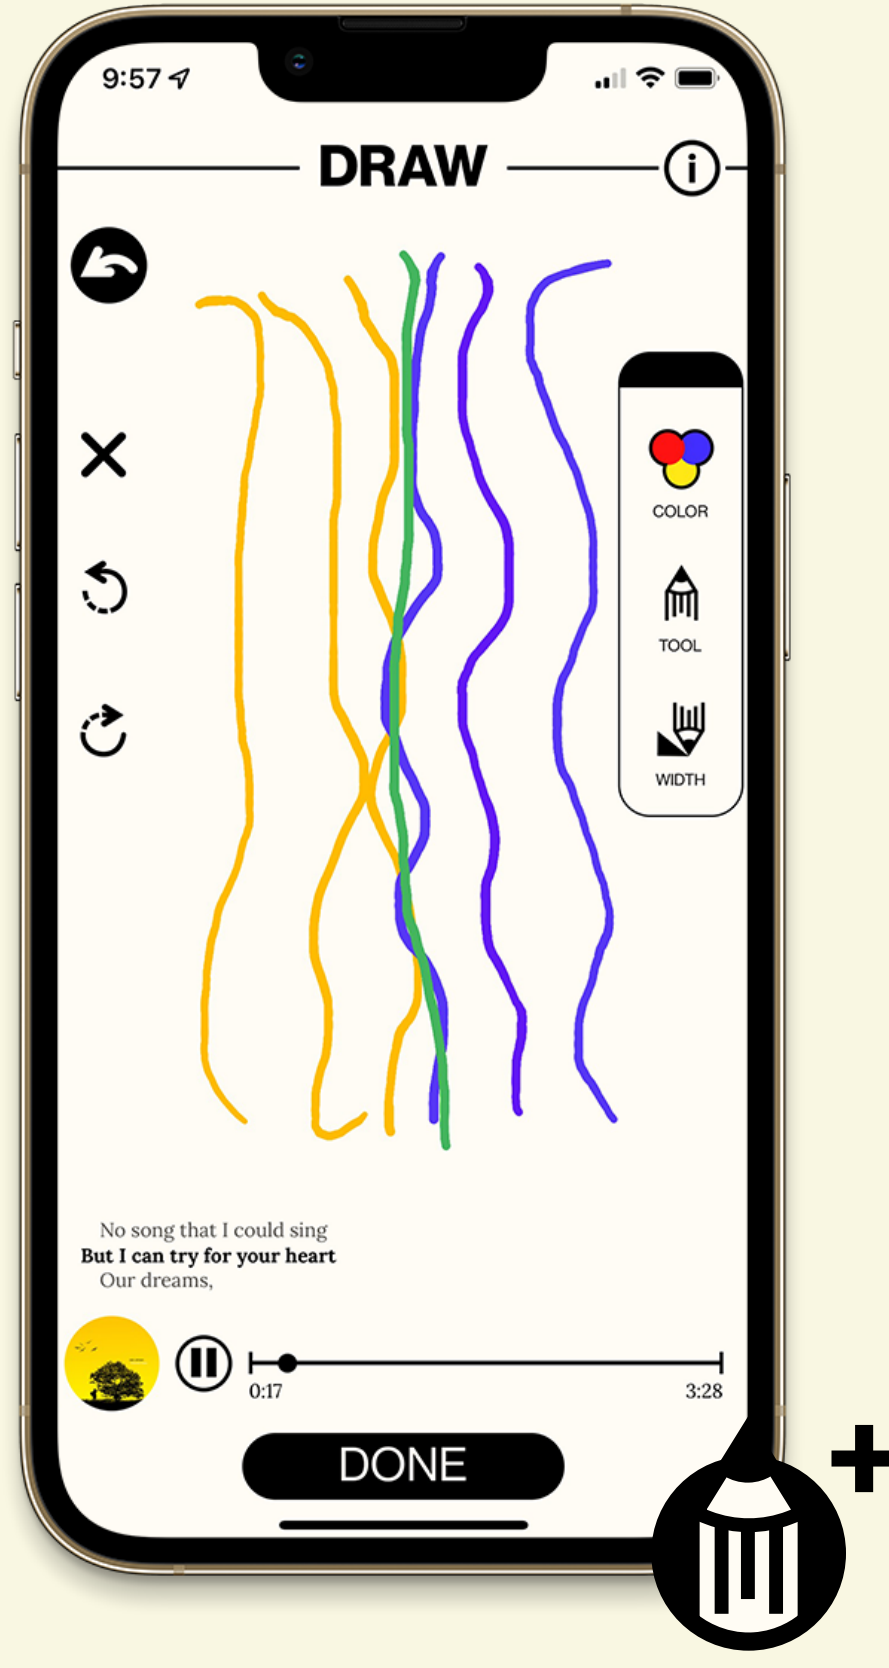 9:57
DRAW
i
COLOR
TOOL
WIDTH
No song that I could sing
But I can try for your heart
Our dreams,
0:17
3:28
DONE
+